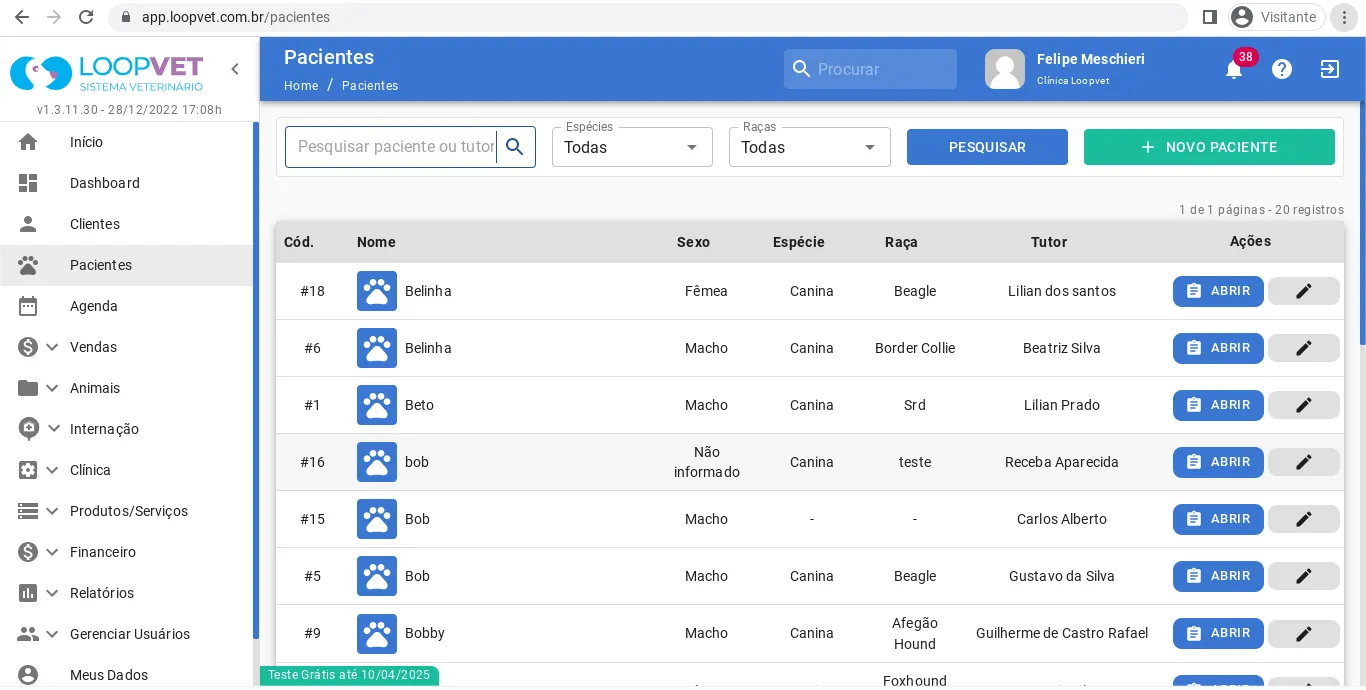 app.loopvet.com.br/pacientes
Visitante
LOOPVET
SISTEMA VETERINÁRIO
v1.3.11.30 - 28/12/2022 17:08h
Início
Dashboard
Clientes
Pacientes
Agenda
Vendas
Animais
Internação
Clínica
Produtos/Serviços
Financeiro
Relatórios
Gerenciar Usuários
Meus Dados
Pacientes
Home / Pacientes
Procurar
Felipe Meschieri
Clínica Loopvet
38
Pesquisar paciente ou tutor
Espécies
Todas
Raças
Todas
PESQUISAR
NOVO PACIENTE
1 de 1 páginas - 20 registros
Cód. Nome Sexo Espécie Raça Tutor Ações
#18 Belinha Fêmea Canina Beagle Lilian dos santos ABRIR
#6 Belinha Macho Canina Border Collie Beatriz Silva ABRIR
#1 Beto Macho Canina Srd Lilian Prado ABRIR
#16 bob Não informado Canina teste Receba Aparecida ABRIR
#15 Bob Macho - - Carlos Alberto ABRIR
#5 Bob Macho Canina Beagle Gustavo da Silva ABRIR
#9 Bobby Macho Canina Afegão Hound Guilherme de Castro Rafael ABRIR
Foxhound
Teste Grátis até 10/04/2025